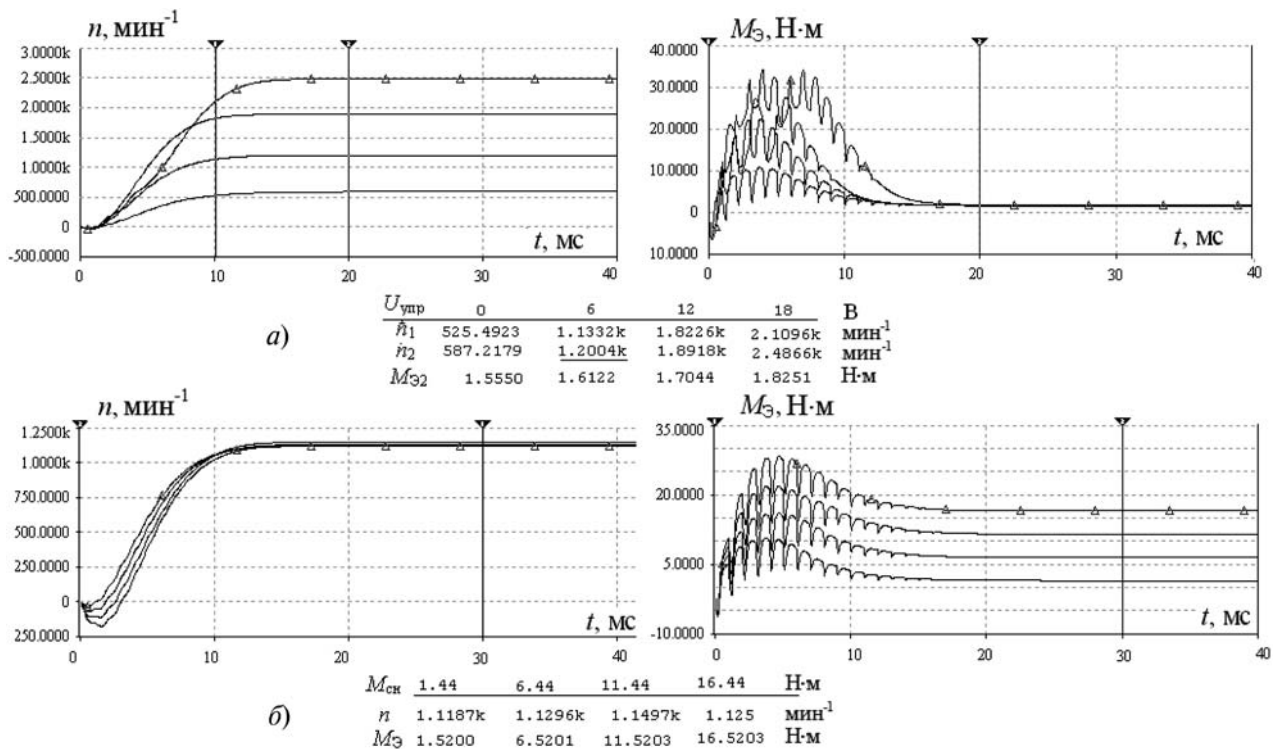 n, мин⁻¹
3.0000k
2.5000k
2.0000k
1.5000k
1.0000k
500.0000
0
-500.0000
0 10 20 30 40
t, мс
MЭ, Н·м
40.0000
30.0000
20.0000
10.0000
0
10.0000
0 10 20 30 40
t, мс
а)
Uупр 0 6 12 18 В
n1 525.4923 1.1332k 1.8226k 2.1096k мин⁻¹
n2 587.2179 1.2004k 1.8918k 2.4866k мин⁻¹
MЭ2 1.5550 1.6122 1.7044 1.8251 Н·м
n, мин⁻¹
1.2500k
1.0000k
750.0000
500.0000
250.0000
0
250.0000
0 10 20 30 40
t, мс
MЭ, Н·м
35.0000
20.0000
5.0000
-10.0000
0 10 20 30 40
t, мс
б)
Mсн 1.44 6.44 11.44 16.44 Н·м
n 1.1187k 1.1296k 1.1497k 1.125 мин⁻¹
MЭ 1.5200 6.5201 11.5203 16.5203 Н·м